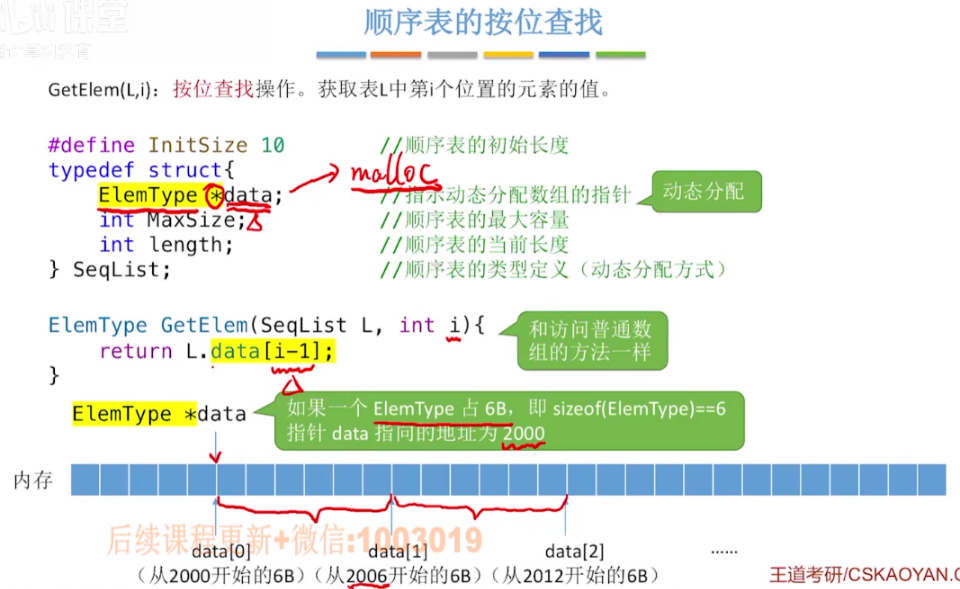 课堂
顺序表的按位查找
GetElem(L,i)：按位查找操作。获取表L中第i个位置的元素的值。
#define InitSize 10 //顺序表的初始长度
typedef struct{
malloc
ElemType *data; //指示动态分配数组的指针
动态分配
int MaxSize; //顺序表的最大容量
int length; //顺序表的当前长度
} SeqList; //顺序表的类型定义（动态分配方式）
ElemType GetElem(SeqList L, int i){
return L.data[i-1];
}
和访问普通数
组的方法一样
ElemType *data
如果一个 ElemType 占 6B，即 sizeof(ElemType)==6
指针 data 指向的地址为 2000
内存
后续课程更新+微信:1003019
data[0] data[1] data[2] ……
（从2000开始的6B）（从2006开始的6B）（从2012开始的6B）
王道考研/CSKAOYAN.